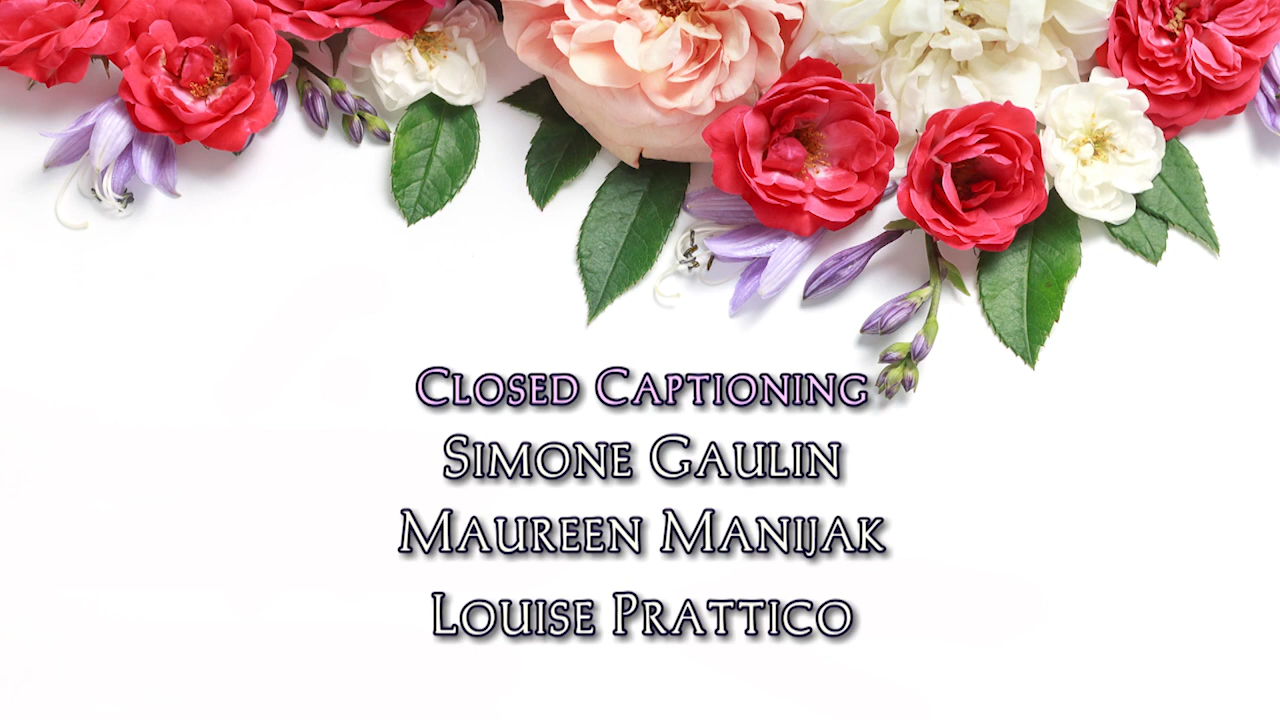 Closed Captioning
Simone Gaulin
Maureen Manijak
Louise Prattico